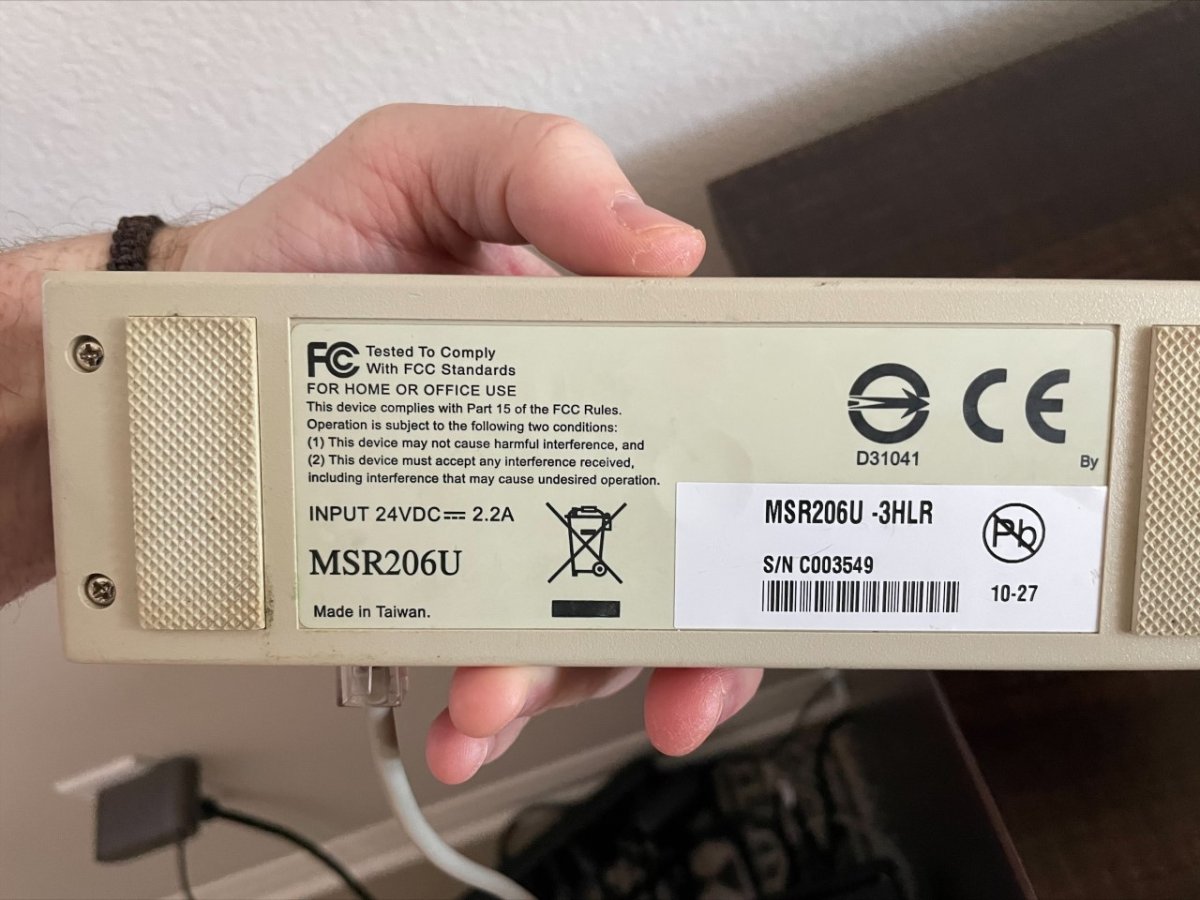 FC Tested To Comply
With FCC Standards
FOR HOME OR OFFICE USE
This device complies with Part 15 of the FCC Rules.
Operation is subject to the following two conditions:
(1) This device may not cause harmful interference, and
(2) This device must accept any interference received,
including interference that may cause undesired operation.
INPUT 24VDC⎓ 2.2A
MSR206U
Made in Taiwan.
D31041
CE
By
MSR206U -3HLR
Pb
S/N C003549
10-27